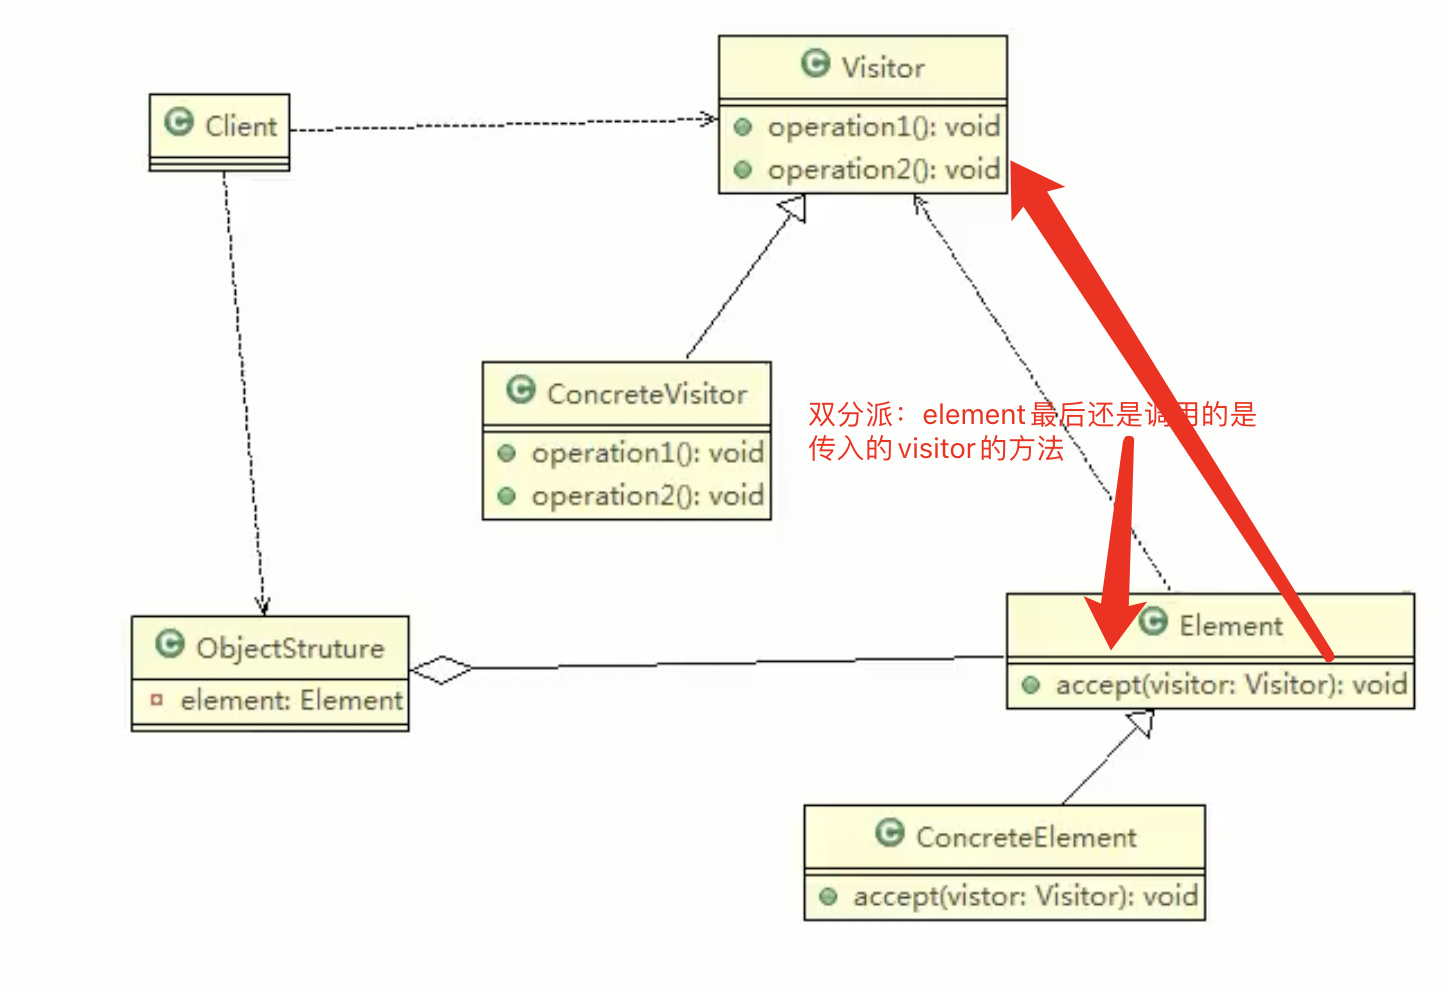 Visitor
operation1(): void
operation2(): void
Client
ConcreteVisitor
operation1(): void
operation2(): void
双分派：element最后还是调用的是
传入的visitor的方法
ObjectStruture
element: Element
Element
accept(visitor: Visitor): void
ConcreteElement
accept(vistor: Visitor): void